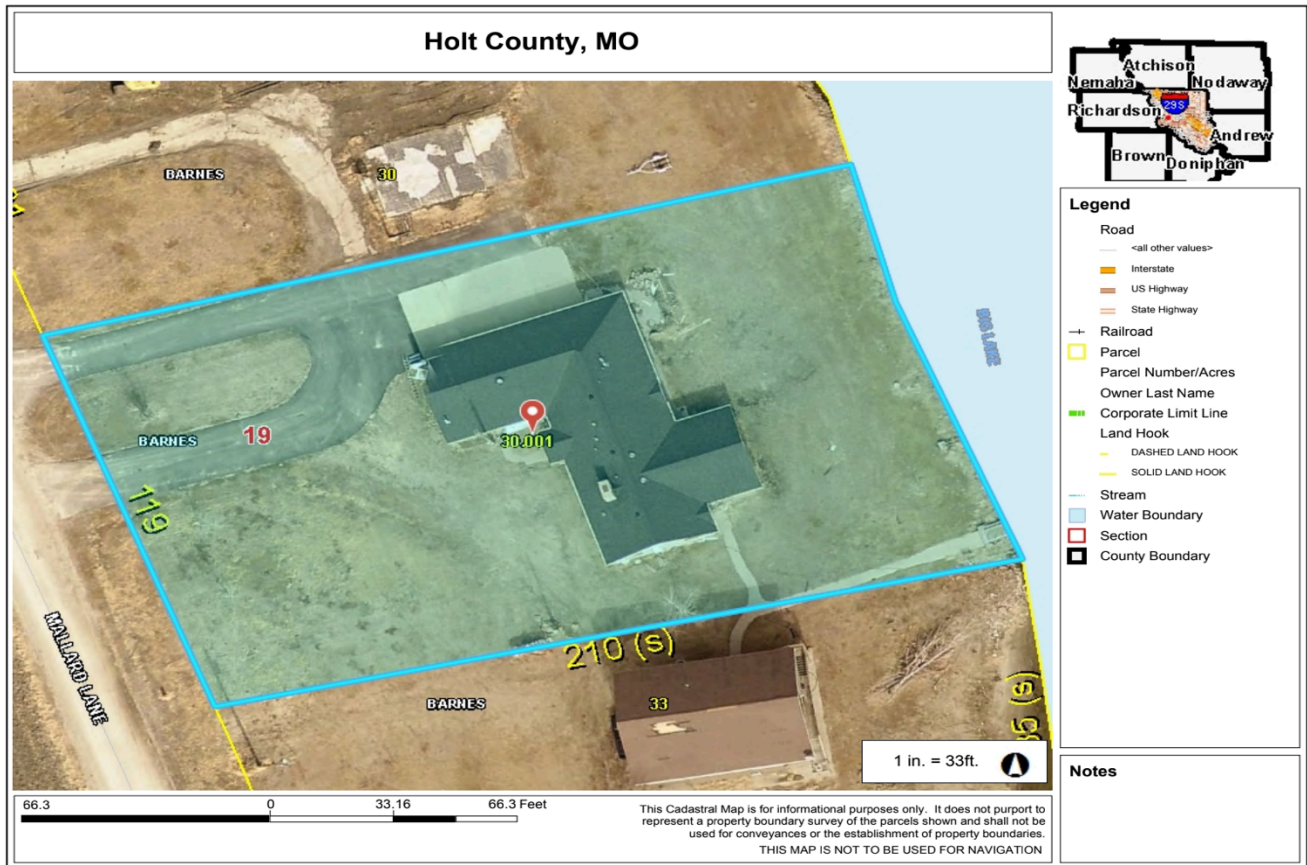 Holt County, MO
Atchison
Nemaha
Nodaway
Richardson
29S
Andrew
Brown
Doniphan
BARNES
30
BIG LAKE
BARNES
19
30.001
119
MALLARD LANE
210 (s)
BARNES
33
1 in. = 33ft.
Legend
Road
<all other values>
Interstate
US Highway
State Highway
Railroad
Parcel
Parcel Number/Acres
Owner Last Name
Corporate Limit Line
Land Hook
DASHED LAND HOOK
SOLID LAND HOOK
Stream
Water Boundary
Section
County Boundary
Notes
66.3 0 33.16 66.3 Feet
This Cadastral Map is for informational purposes only. It does not purport to
represent a property boundary survey of the parcels shown and shall not be
used for conveyances or the establishment of property boundaries.
THIS MAP IS NOT TO BE USED FOR NAVIGATION